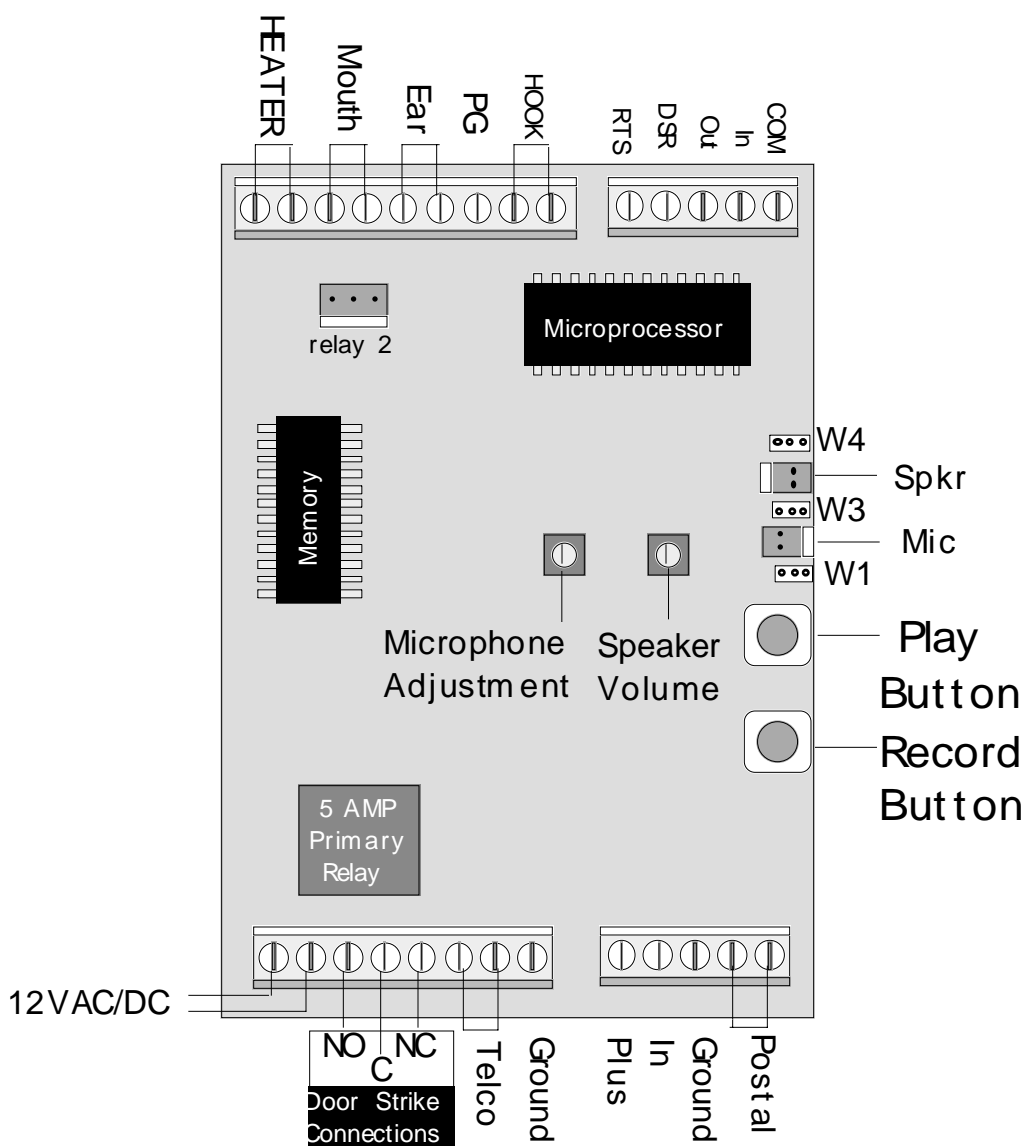 HEATER
Mouth
Ear
PG
HOOK
RTS
DSR
Out
In
COM
relay 2
Microprocessor
Memory
W4
Spkr
W3
Mic
W1
Microphone
Adjustment
Speaker
Volume
Play
Button
Record
Button
5 AMP
Primary
Relay
12VAC/DC
NO
C
NC
Door Strike
Connections
Telco
Ground
Plus
In
Ground
Postal